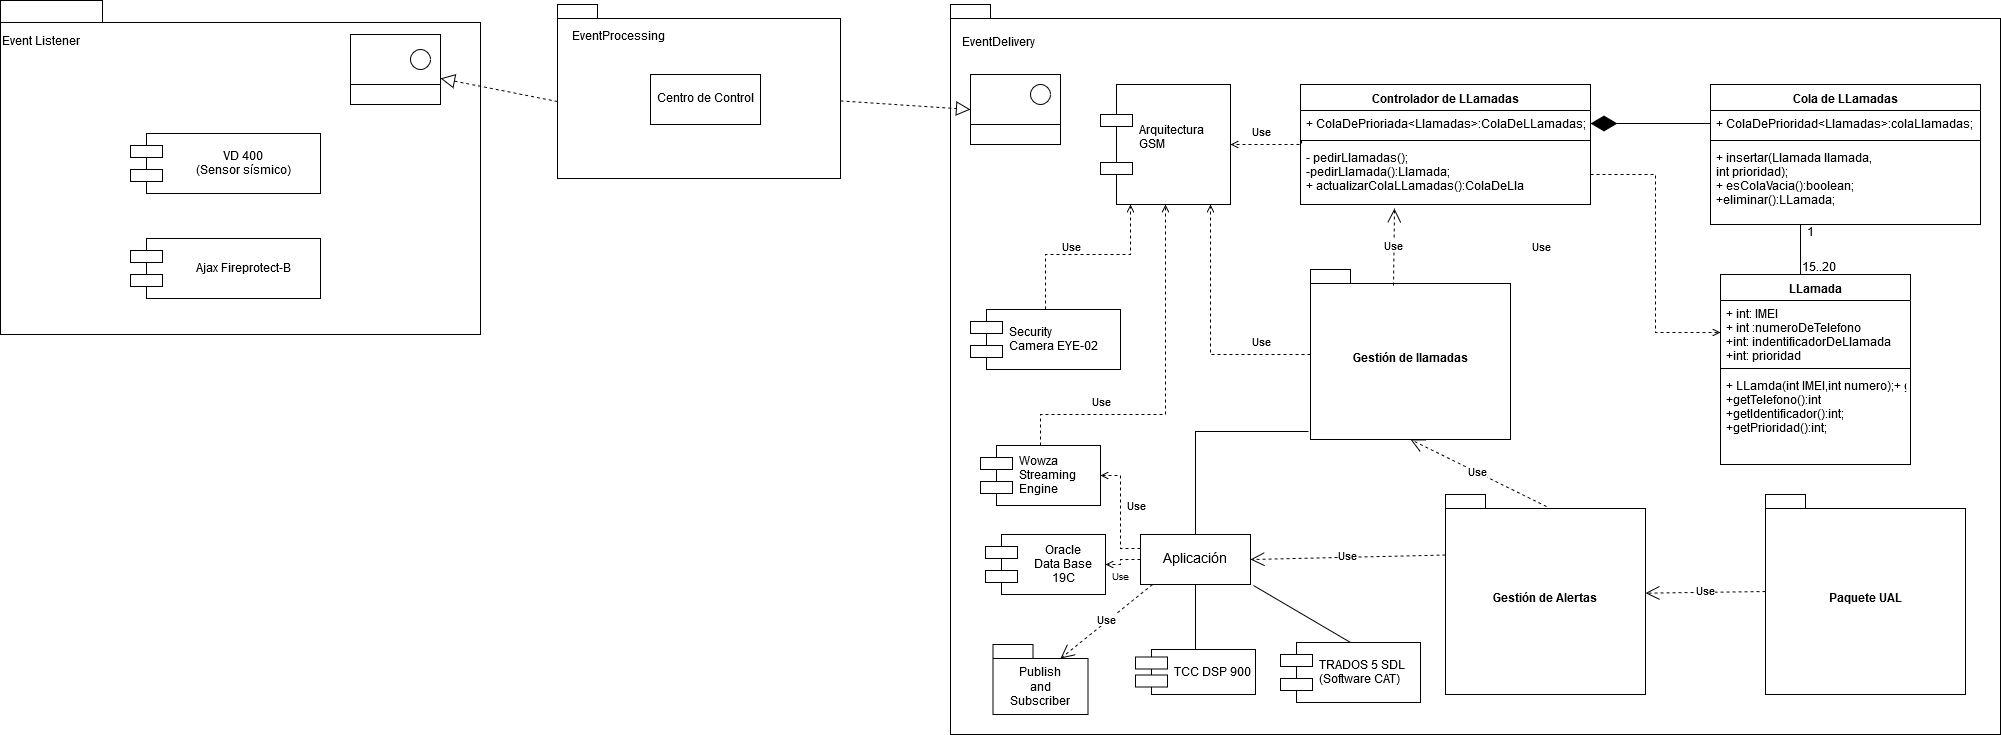 Event Listener
VD 400
(Sensor sísmico)
Ajax Fireprotect-B
EventProcessing
Centro de Control
EventDelivery
Arquitectura
GSM
Use
Controlador de LLamadas
+ ColaDePrioriada<Llamadas>:ColaDeLLamadas;
- pedirLlamadas();
-pedirLlamada():Llamada;
+ actualizarColaLLamadas():ColaDeLla
Cola de LLamadas
+ ColaDePrioridad<Llamadas>:colaLlamadas;
+ insertar(Llamada llamada,
int prioridad);
+ esColaVacia():boolean;
+eliminar():LLamada;
1
15..20
LLamada
+ int: IMEI
+ int :numeroDeTelefono
+int: indentificadorDeLlamada
+int: prioridad
+ LLamda(int IMEI,int numero);+ g
+getTelefono():int
+getIdentificador():int;
+getPrioridad():int;
Use
Use
Use
Security
Camera EYE-02
Use
Gestión de llamadas
Use
Wowza
Streaming
Engine
Use
Use
Oracle
Data Base
19C
Use
Aplicación
Use
Use
Publish
and
Subscriber
TCC DSP 900
TRADOS 5 SDL
(Software CAT)
Gestión de Alertas
Use
Paquete UAL